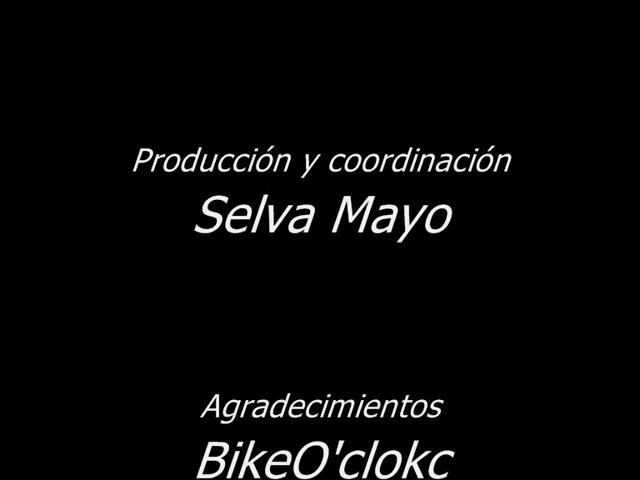 Producción y coordinación
Selva Mayo
Agradecimientos
BikeO'clokc